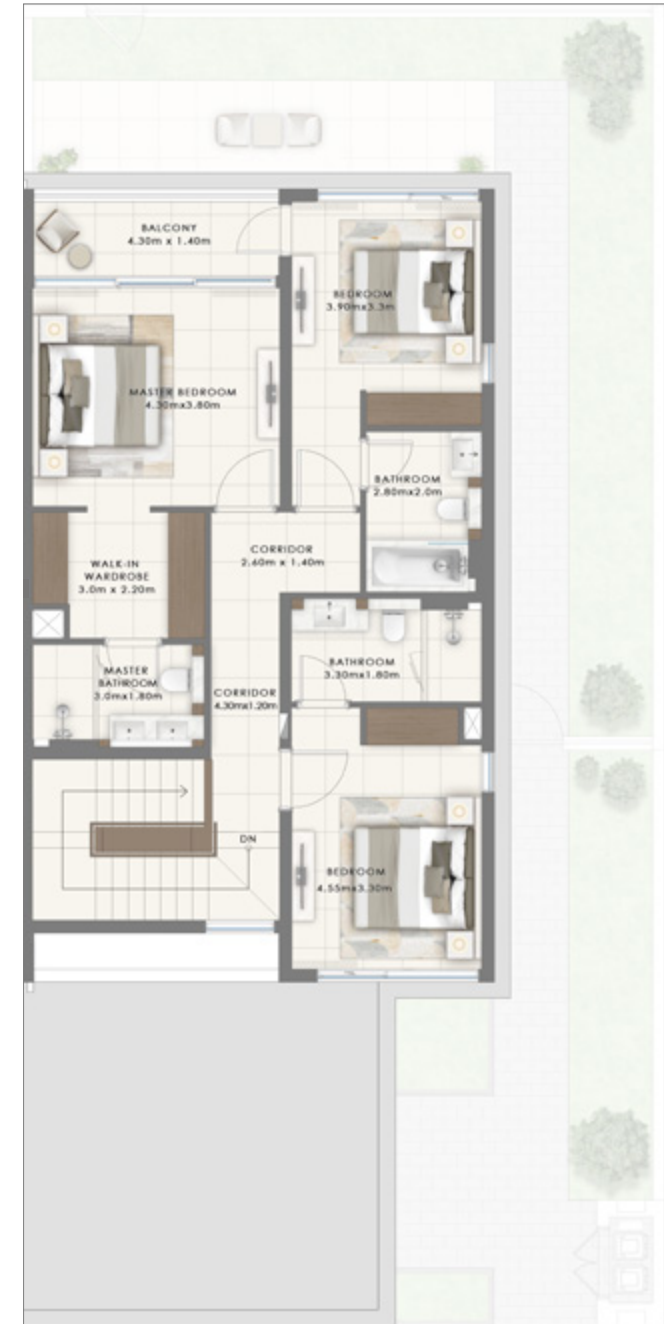 BALCONY
4.30m x 1.40m
BEDROOM
3.90mx3.3m
MASTER BEDROOM
4.30mx3.80m
BATHROOM
2.80mx2.0m
CORRIDOR
2.60m x 1.40m
WALK-IN
WARDROBE
3.0m x 2.20m
BATHROOM
3.30mx1.80m
MASTER
BATHROOM
3.0mx1.80m
CORRIDOR
4.30mx1.20m
DN
BEDROOM
4.55mx3.30m